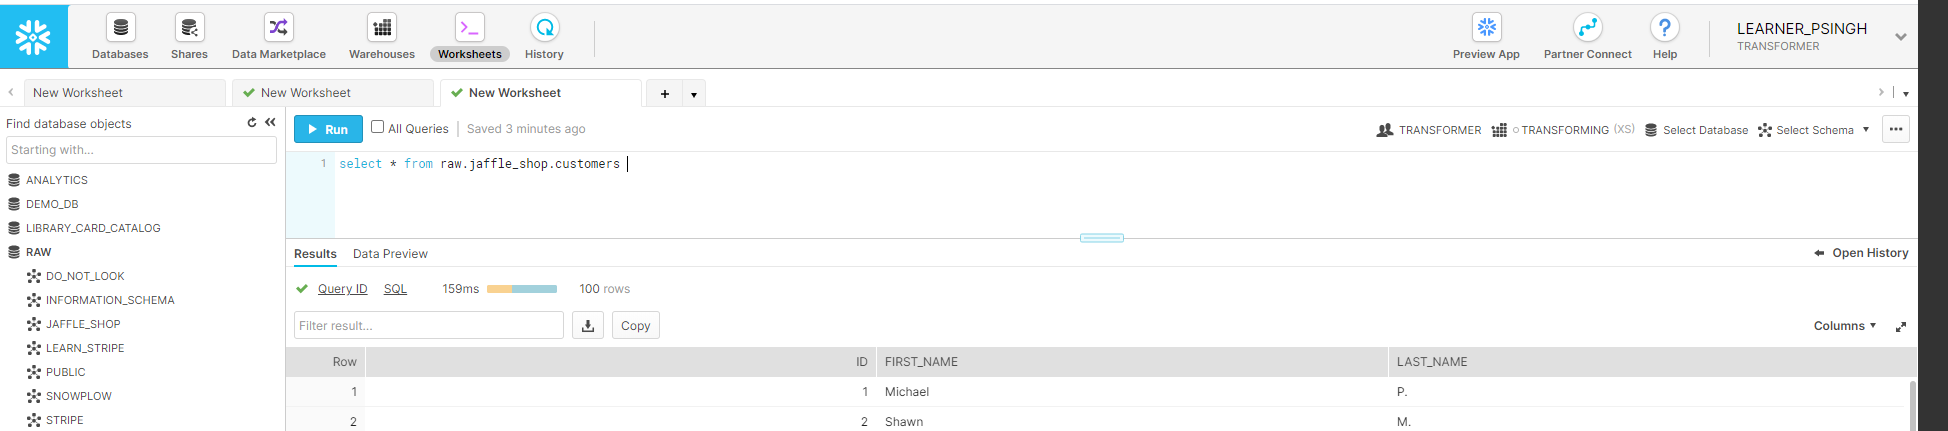 Databases Shares Data Marketplace Warehouses Worksheets History Preview App Partner Connect Help LEARNER_PSINGH
TRANSFORMER
New Worksheet New Worksheet New Worksheet +
Find database objects
Starting with...
ANALYTICS
DEMO_DB
LIBRARY_CARD_CATALOG
RAW
DO_NOT_LOOK
INFORMATION_SCHEMA
JAFFLE_SHOP
LEARN_STRIPE
PUBLIC
SNOWPLOW
STRIPE
Run All Queries | Saved 3 minutes ago TRANSFORMER TRANSFORMING (XS) Select Database Select Schema ...
1 select * from raw.jaffle_shop.customers
Results Data Preview Open History
Query ID SQL 159ms 100 rows
Filter result... Copy Columns
Row ID FIRST_NAME LAST_NAME
1 1 Michael P.
2 2 Shawn M.